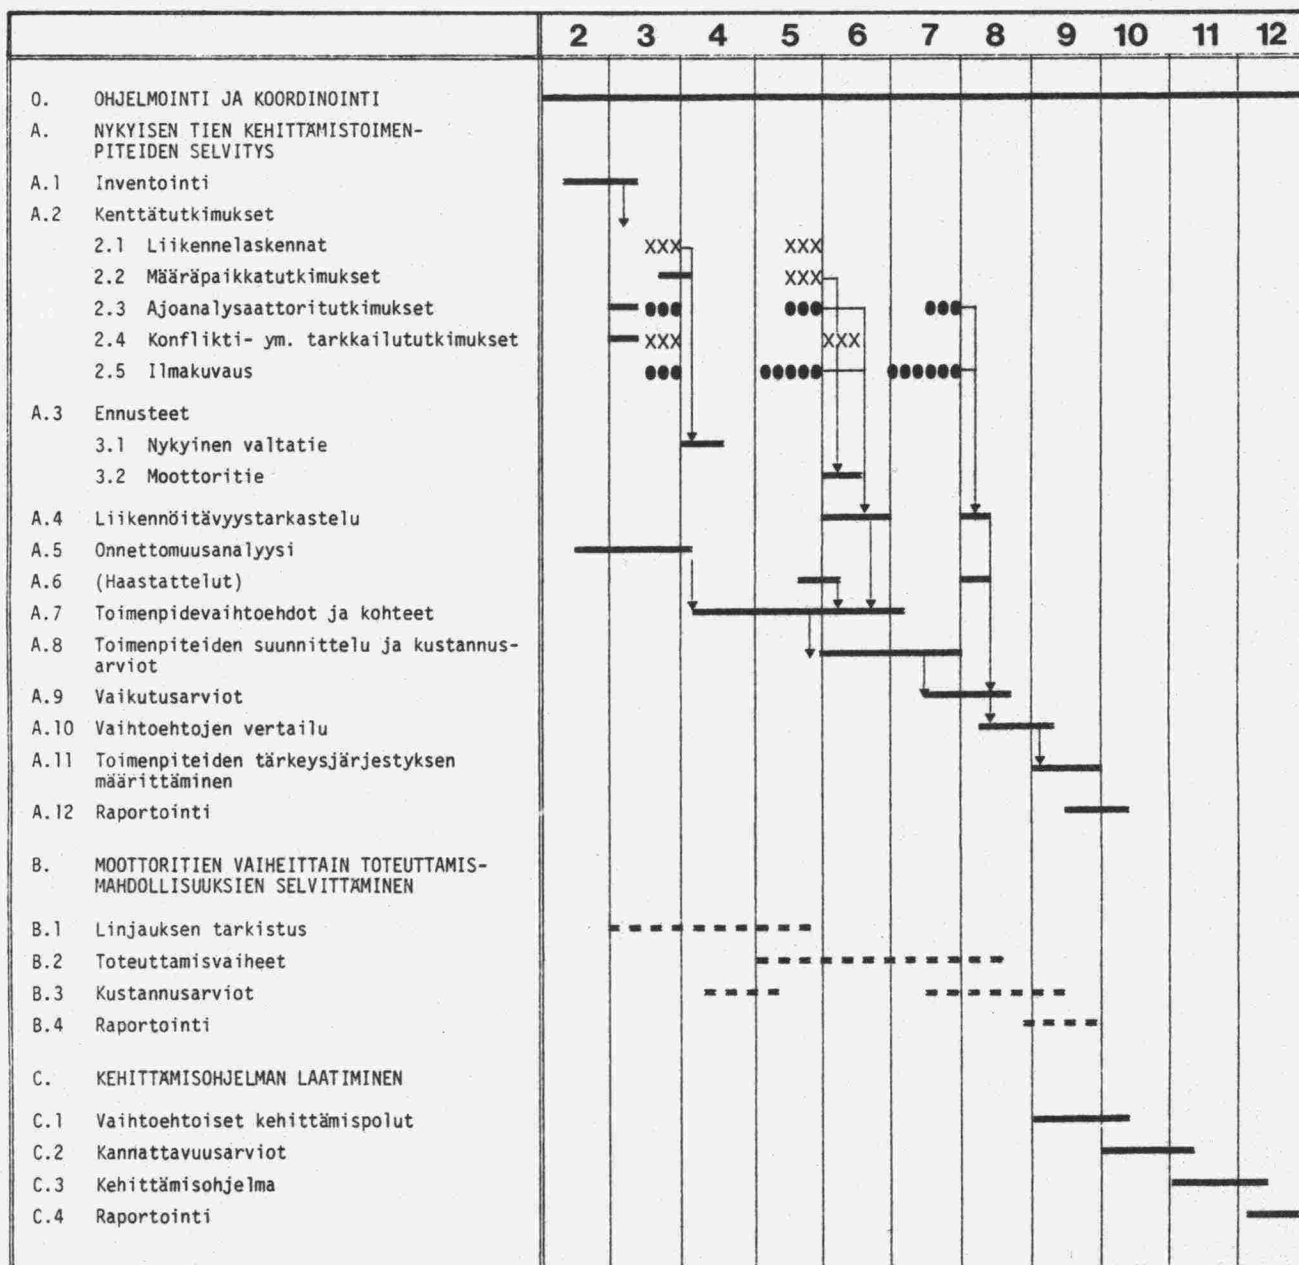 2 3 4 5 6 7 8 9 10 11 12
O. OHJELMOINTI JA KOORDINOINTI
A. NYKYISEN TIEN KEHITTÄMISTOIMEN-
PITEIDEN SELVITYS
A.1 Inventointi
A.2 Kenttätutkimukset
2.1 Liikennelaskennat XXX XXX
2.2 Määräpaikkatutkimukset XXX
2.3 Ajoanalysaattoritutkimukset
2.4 Konflikti- ym. tarkkailututkimukset XXX XXX
2.5 Ilmakuvaus
A.3 Ennusteet
3.1 Nykyinen valtatie
3.2 Moottoritie
A.4 Liikennöitävyystarkastelu
A.5 Onnettomuusanalyysi
A.6 (Haastattelut)
A.7 Toimenpidevaihtoehdot ja kohteet
A.8 Toimenpiteiden suunnittelu ja kustannus-
arviot
A.9 Vaikutusarviot
A.10 Vaihtoehtojen vertailu
A.11 Toimenpiteiden tärkeysjärjestyksen
määrittäminen
A.12 Raportointi
B. MOOTTORITIEN VAIHEITTAIN TOTEUTTAMIS-
MAHDOLLISUUKSIEN SELVITTÄMINEN
B.1 Linjauksen tarkistus
B.2 Toteuttamisvaiheet
B.3 Kustannusarviot
B.4 Raportointi
C. KEHITTÄMISOHJELMAN LAATIMINEN
C.1 Vaihtoehtoiset kehittämispolut
C.2 Kannattavuusarviot
C.3 Kehittämisohjelma
C.4 Raportointi